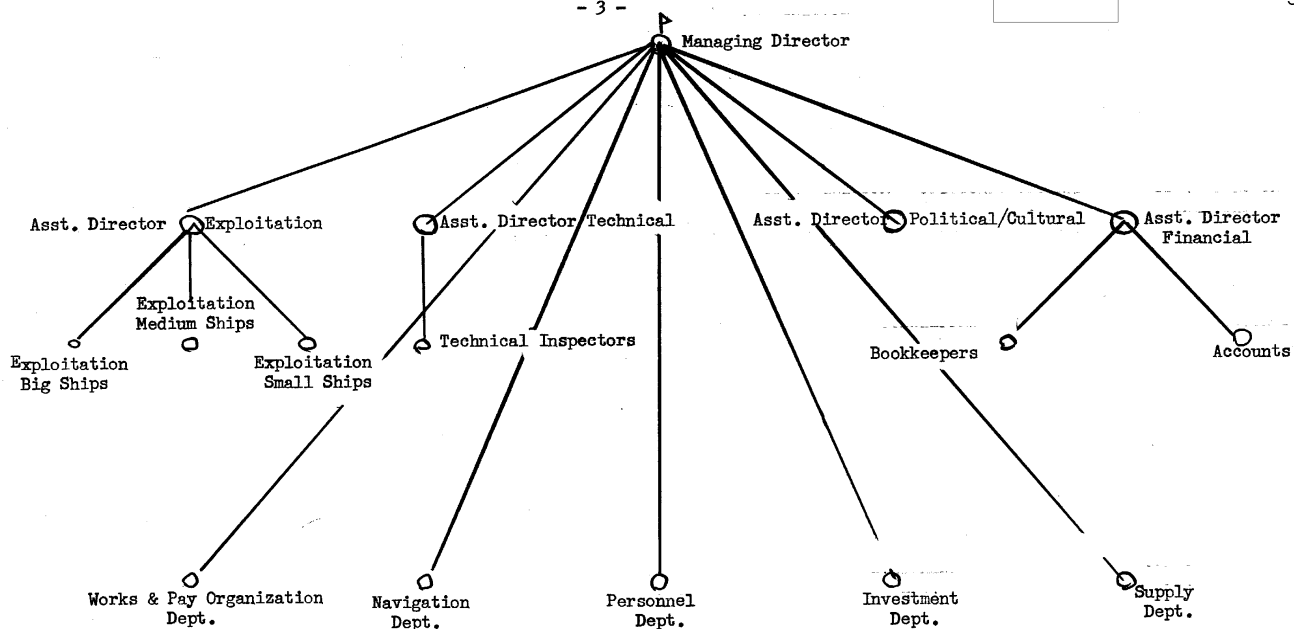 - 3 -
Managing Director
Asst. Director Exploitation
Asst. Director Technical
Asst. Director Political/Cultural
Asst. Director
Financial
Exploitation
Medium Ships
Exploitation
Big Ships
Exploitation
Small Ships
Technical Inspectors
Bookkeepers
Accounts
Works & Pay Organization
Dept.
Navigation
Dept.
Personnel
Dept.
Investment
Dept.
Supply
Dept.